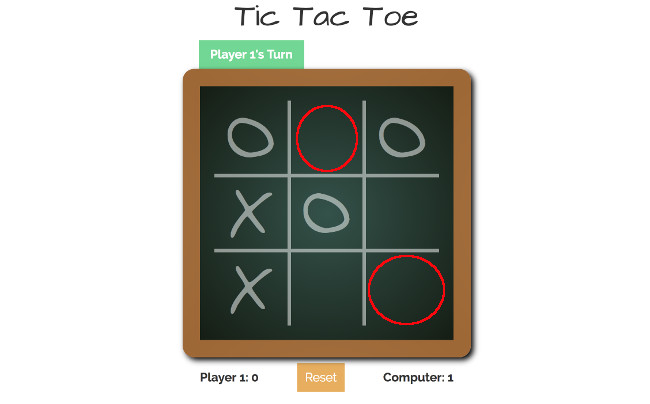 Tic Tac Toe
Player 1's Turn
O O
X O
X
Player 1: 0 Reset Computer: 1